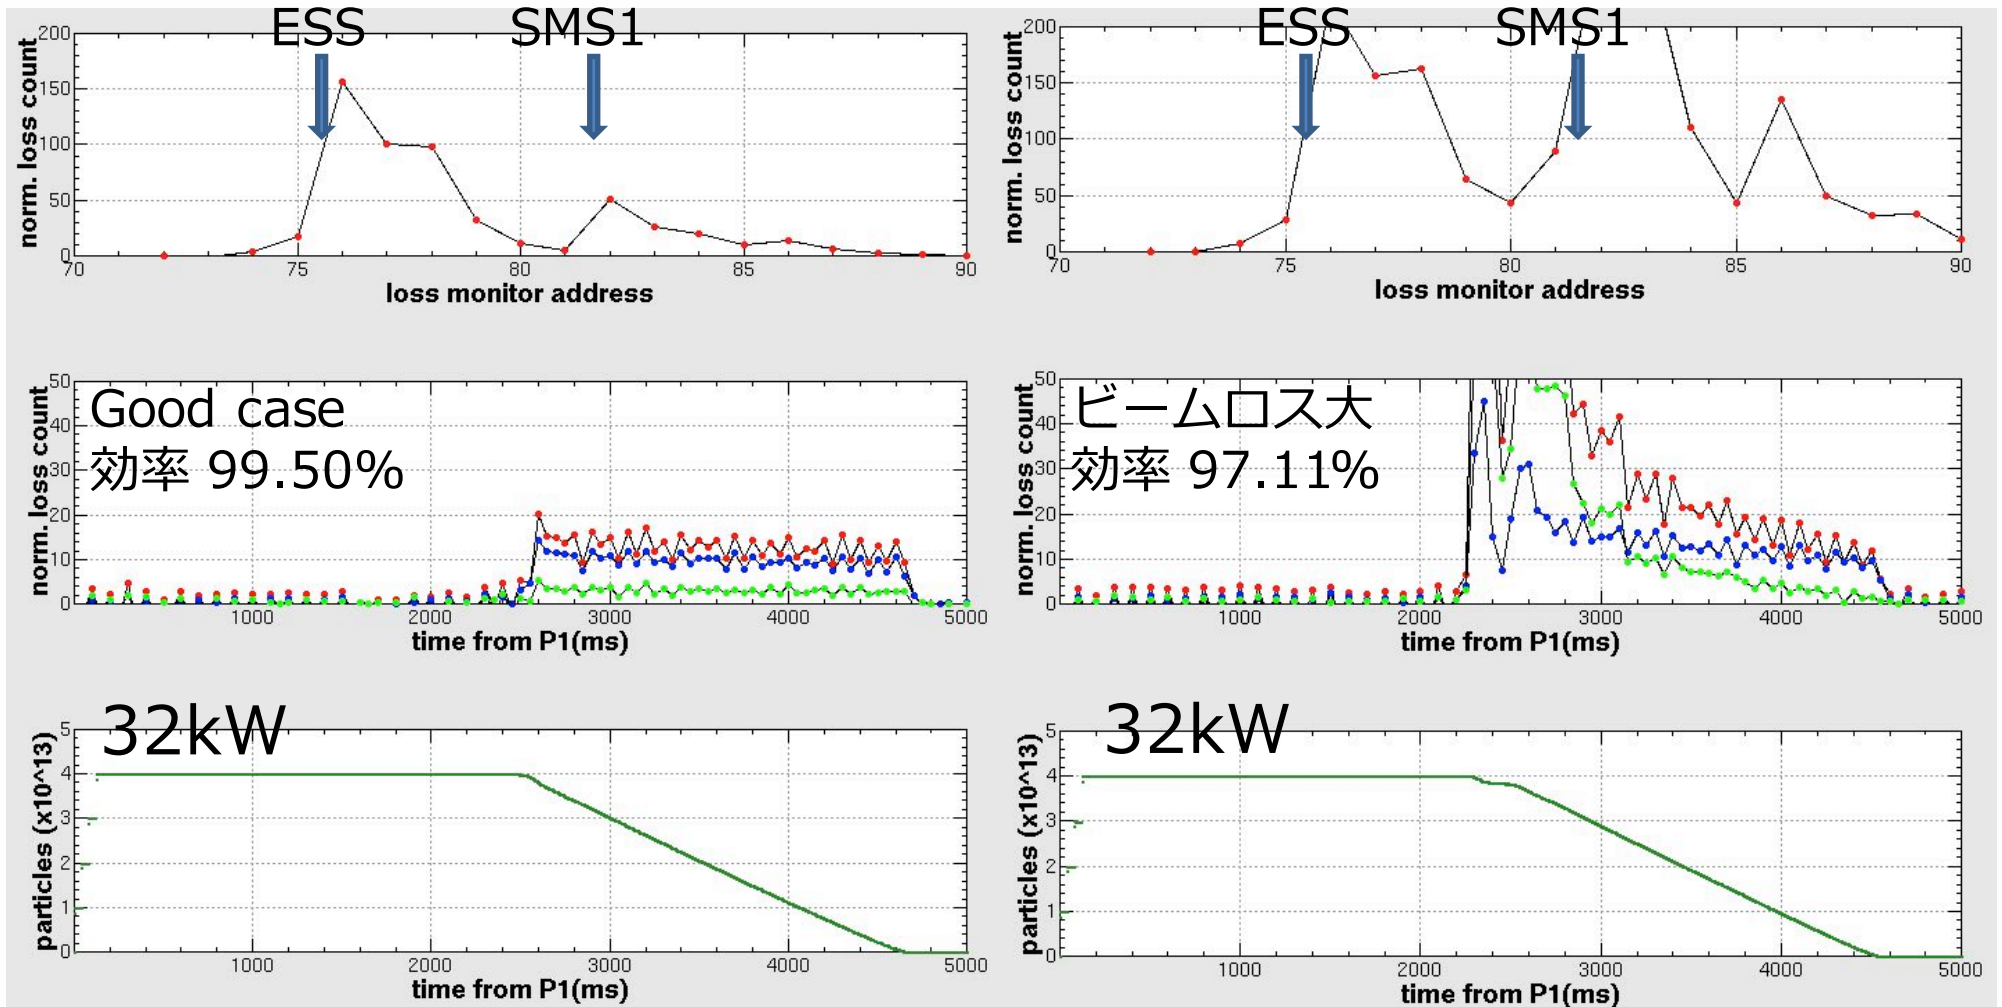 ESS
SMS1
norm. loss count
200
150
100
50
0
70
75
80
85
90
loss monitor address
ESS
SMS1
norm. loss count
200
150
100
50
0
70
75
80
85
90
loss monitor address
Good case
効率 99.50%
norm. loss count
50
40
30
20
10
0
1000
2000
3000
4000
5000
time from P1(ms)
ビームロス大
効率 97.11%
norm. loss count
50
40
30
20
10
0
1000
2000
3000
4000
5000
time from P1(ms)
32kW
particles (x10^13)
5
4
3
2
1
0
1000
2000
3000
4000
5000
time from P1(ms)
32kW
particles (x10^13)
5
4
3
2
1
0
1000
2000
3000
4000
5000
time from P1(ms)